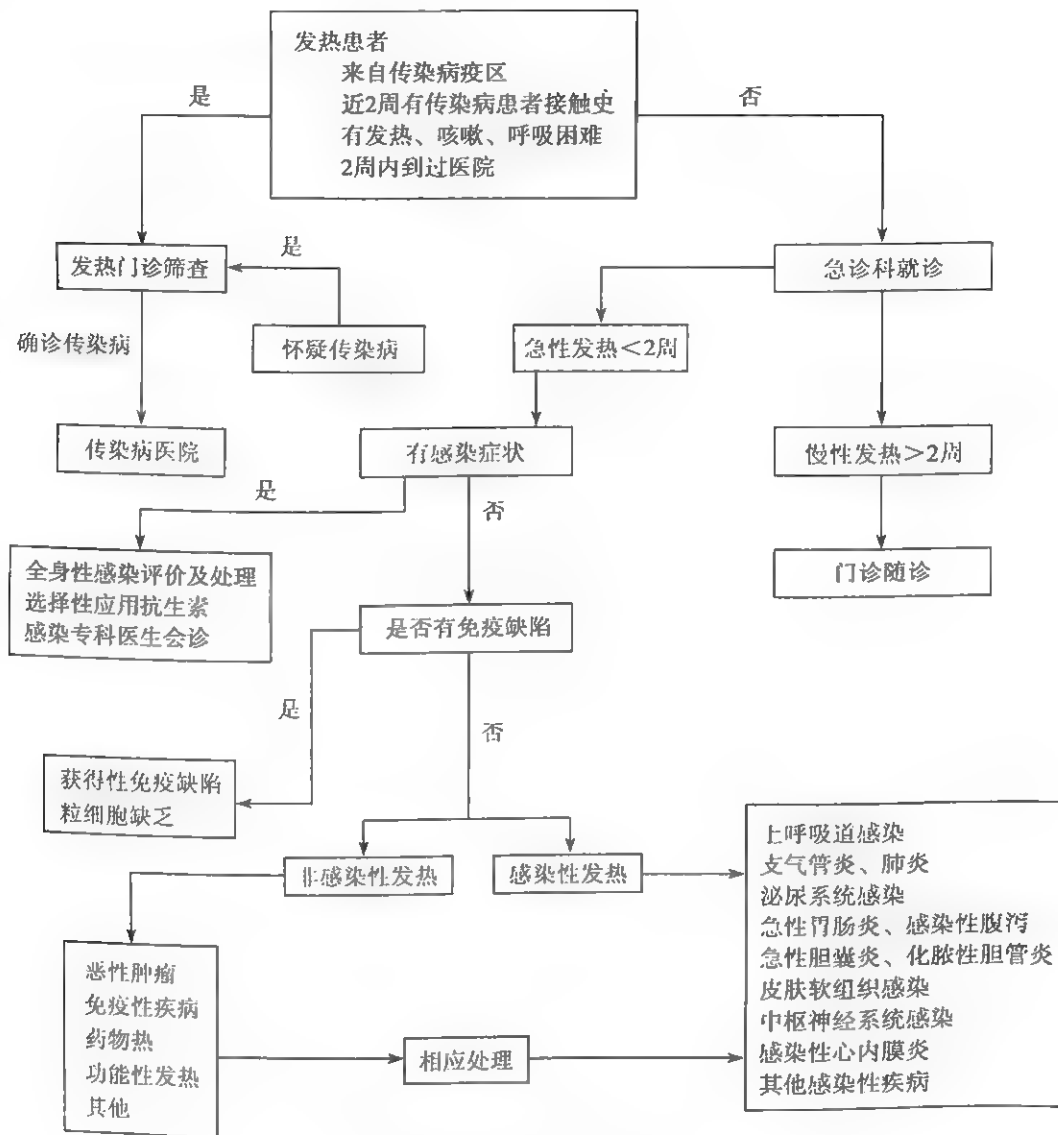 发热患者
来自传染病疫区
近2周有传染病患者接触史
有发热、咳嗽、呼吸困难
2周内到过医院
是
否
发热门诊筛查
是
急诊科就诊
确诊传染病
怀疑传染病
急性发热<2周
传染病医院
有感染症状
慢性发热>2周
是
否
全身性感染评价及处理
选择性应用抗生素
感染专科医生会诊
门诊随诊
是否有免疫缺陷
是
否
获得性免疫缺陷
粒细胞缺乏
非感染性发热
感染性发热
上呼吸道感染
支气管炎、肺炎
泌尿系统感染
急性胃肠炎、感染性腹泻
急性胆囊炎、化脓性胆管炎
皮肤软组织感染
中枢神经系统感染
感染性心内膜炎
其他感染性疾病
恶性肿瘤
免疫性疾病
药物热
功能性发热
其他
相应处理